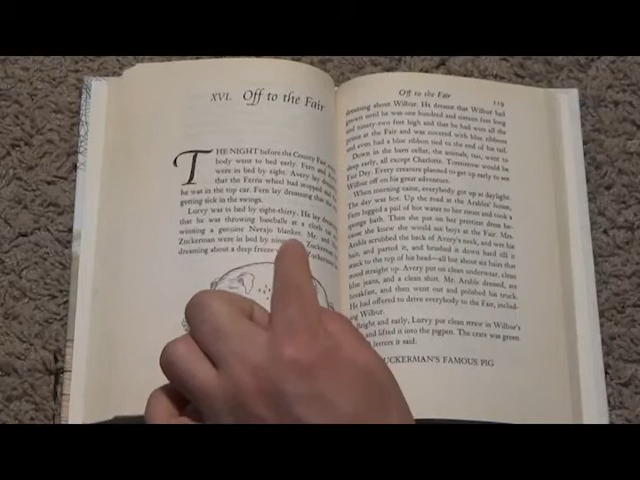 XVI. Off to the Fair
THE NIGHT before the County Fair,
body went to bed early. Fern and
were in bed by eight. Avery lay
that the Ferris wheel had stopped and
he was in the top car. Fern lay dreaming that
getting sick in the swings.
Lurvy was in bed by eight-thirty. He lay
that he was throwing baseballs at a cloth cat
winning a genuine Navajo blanket. Mr. and
Zuckerman were in bed by Zuckerman
dreaming about a deep freeze
Off to the Fair 119
dreaming about Wilbur. He dreamt that Wilbur had
grown until he was one hundred and sixteen feet long
and ninety-two feet high and that he had won all the
prizes at the Fair and was covered with blue ribbons
and even had a blue ribbon tied to the end of his tail.
Down in the barn cellar, the animals, too, went to
sleep early, all except Charlotte. Tomorrow would be
Fair Day. Every creature planned to get up early to see
Wilbur off on his great adventure.
When morning came, everybody got up at daylight.
The day was hot. Up the road at the Arables' house,
Fern lugged a pail of hot water to her room and took a
sponge bath. Then she put on her prettiest dress be-
cause she knew she would see boys at the Fair. Mrs.
Arable scrubbed the back of Avery's neck, and wet his
hair, and parted it, and brushed it down hard till it
stuck to the top of his head—all but about six hairs that
stood straight up. Avery put on clean underwear, clean
blue jeans, and a clean shirt. Mr. Arable dressed, ate
breakfast, and then went out and polished his truck.
He had offered to drive everybody to the Fair, includ-
ing Wilbur.
Bright and early, Lurvy put clean straw in Wilbur's
and lifted it into the pigpen. The crate was green.
letters it said:
ZUCKERMAN'S FAMOUS PIG